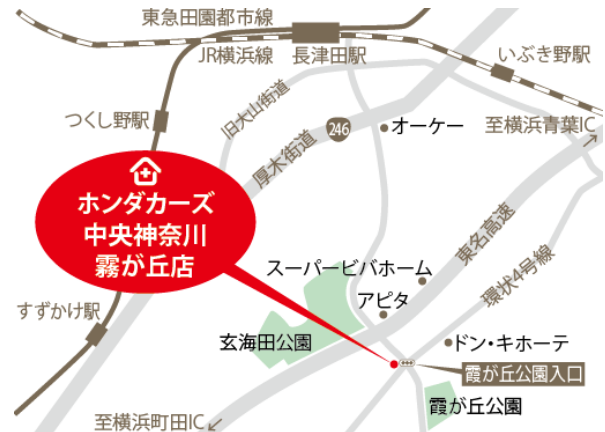 東急田園都市線
JR横浜線
長津田駅
いぶき野駅
つくし野駅
旧大山街道
246
オーケー
至横浜青葉IC
厚木街道
ホンダカーズ
中央神奈川
霧が丘店
東名高速
スーパービバホーム
環状4号線
アピタ
すずかけ駅
玄海田公園
ドン・キホーテ
霞が丘公園入口
霞が丘公園
至横浜町田IC